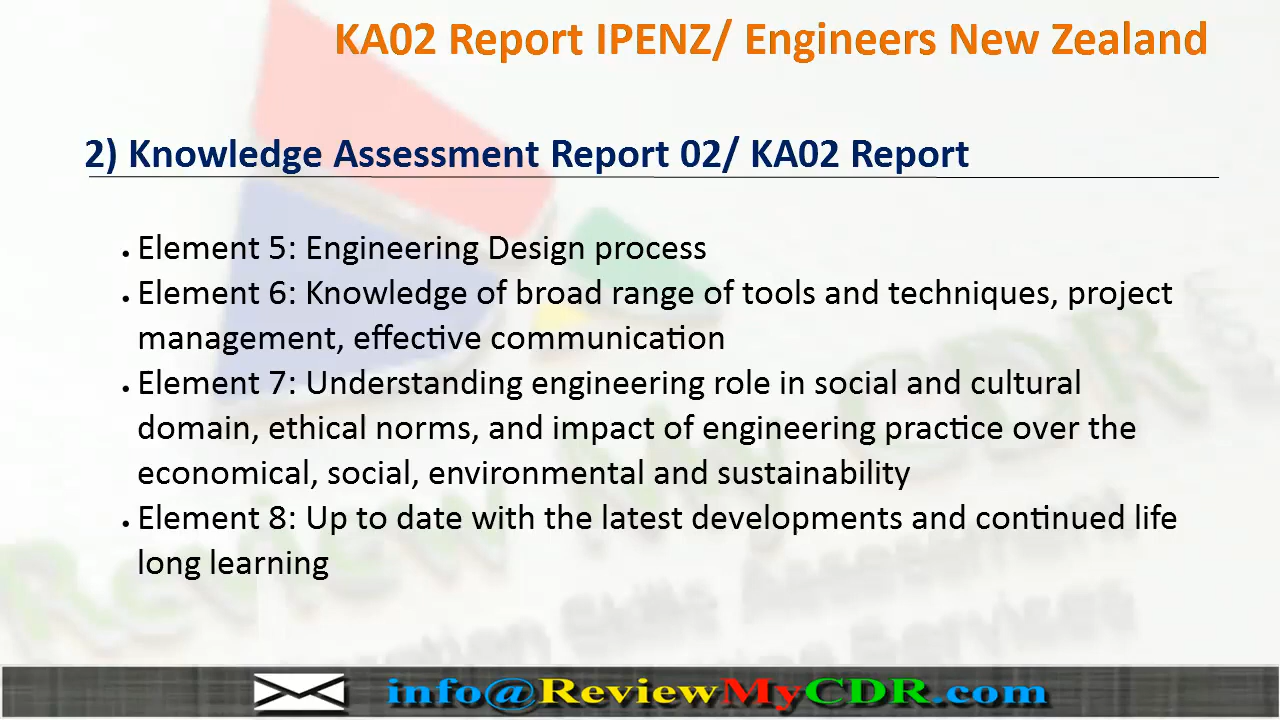 KA02 Report IPENZ/ Engineers New Zealand
2) Knowledge Assessment Report 02/ KA02 Report
• Element 5: Engineering Design process
• Element 6: Knowledge of broad range of tools and techniques, project
management, effective communication
• Element 7: Understanding engineering role in social and cultural
domain, ethical norms, and impact of engineering practice over the
economical, social, environmental and sustainability
• Element 8: Up to date with the latest developments and continued life
long learning
Review My CDR
info@ReviewMyCDR.com